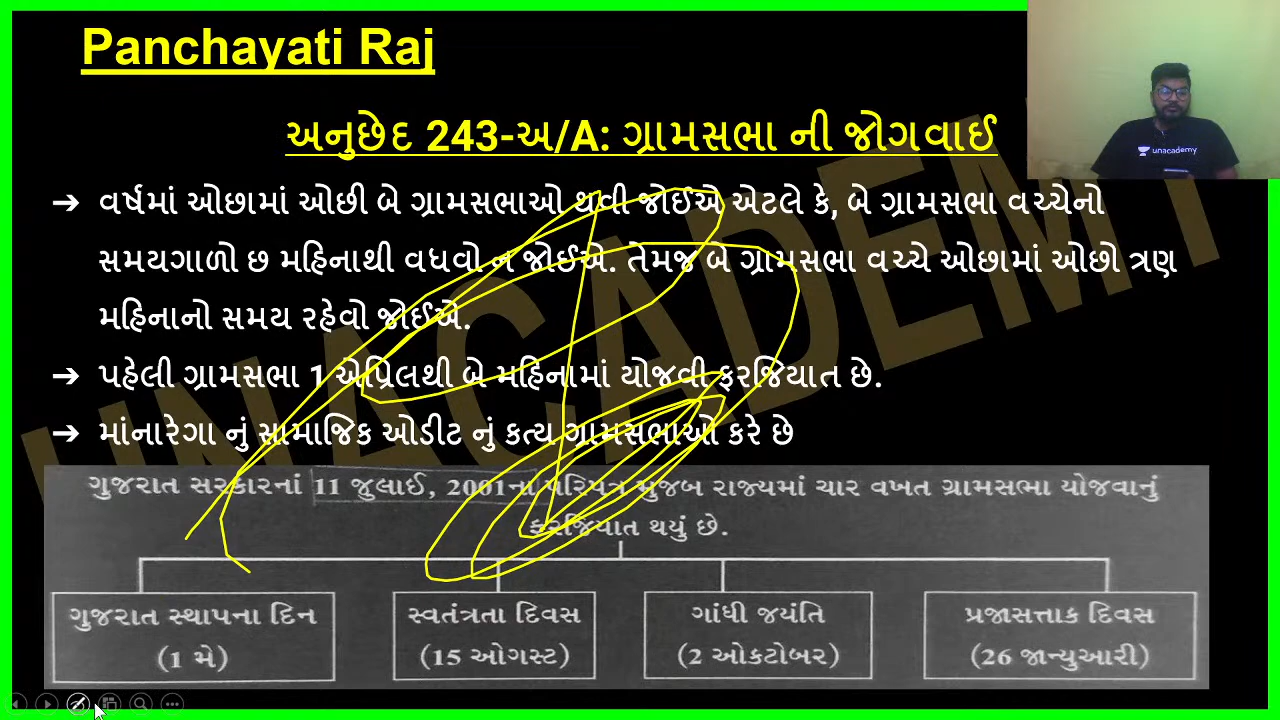 Panchayati Raj
અનુછેદ 243-અ/A: ગ્રામસભા ની જોગવાઈ
➔ વર્ષમાં ઓછામાં ઓછી બે ગ્રામસભાઓ થવી જોઈએ એટલે કે, બે ગ્રામસભા વચ્ચેનો
સમયગાળો છ મહિનાથી વધવો ન જોઈએ. તેમજ બે ગ્રામસભા વચ્ચે ઓછામાં ઓછો ત્રણ
મહિનાનો સમય રહેવો જોઈએ.
➔ પહેલી ગ્રામસભા 1 એપ્રિલથી બે મહિનામાં યોજવી ફરજિયાત છે.
➔ માંનારેગા નું સામાજિક ઓડીટ નું કત્ય ગ્રામસભાઓ કરે છે
ગુજરાત સરકારનાં 11 જુલાઈ, 2001ના પરિપત્ર મુજબ રાજ્યમાં ચાર વખત ગ્રામસભા યોજવાનું
ફરજિયાત થયું છે.
ગુજરાત સ્થાપના દિન
(1 મે)
સ્વતંત્રતા દિવસ
(15 ઓગસ્ટ)
ગાંધી જયંતિ
(2 ઓક્ટોબર)
પ્રજાસત્તાક દિવસ
(26 જાન્યુઆરી)
unacademy
UNACADEMY